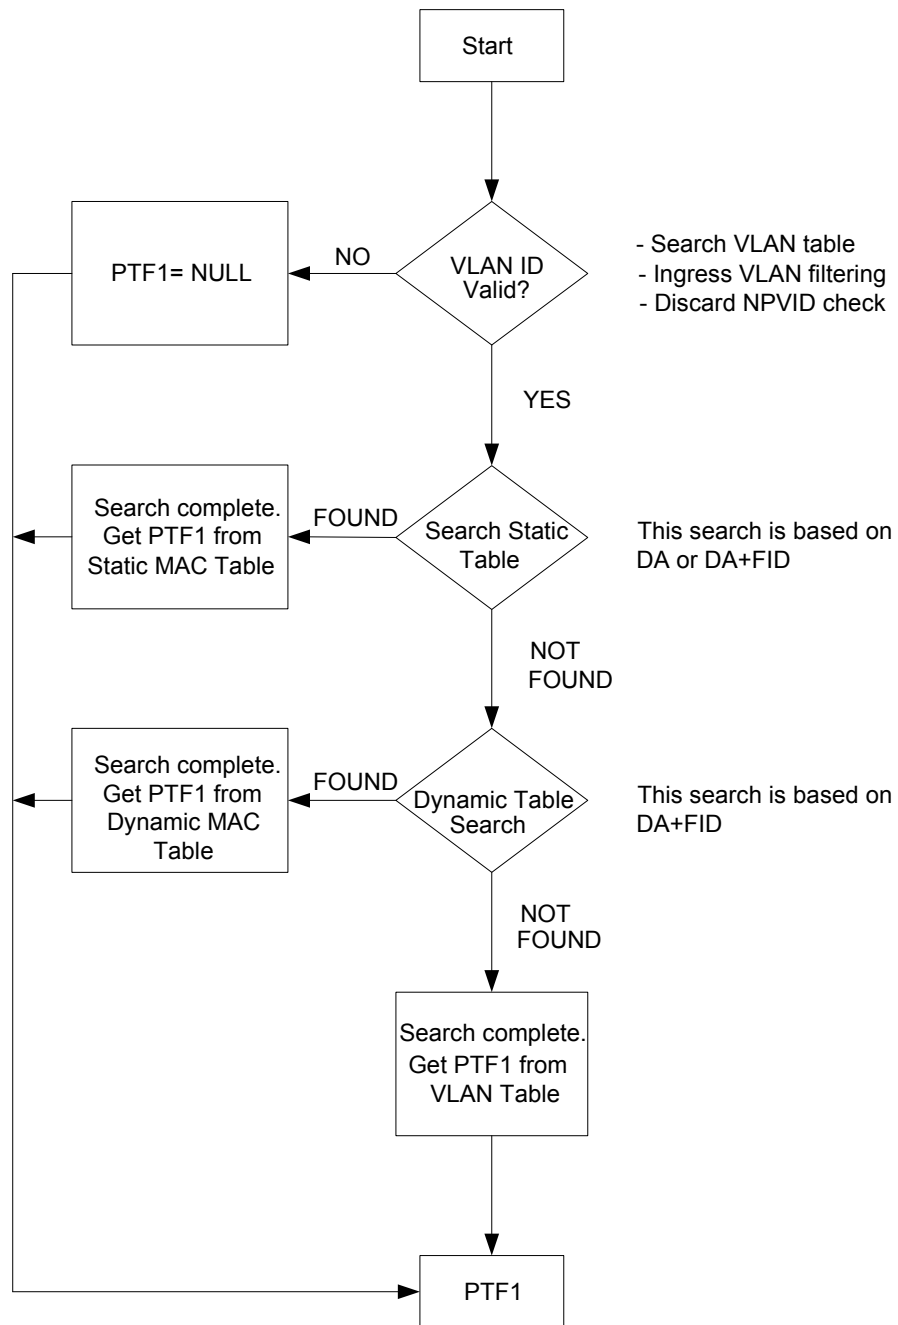 Start
VLAN ID
Valid?
NO
PTF1= NULL
- Search VLAN table
- Ingress VLAN filtering
- Discard NPVID check
YES
Search Static
Table
FOUND
Search complete.
Get PTF1 from
Static MAC Table
This search is based on
DA or DA+FID
NOT
FOUND
Dynamic Table
Search
FOUND
Search complete.
Get PTF1 from
Dynamic MAC
Table
This search is based on
DA+FID
NOT
FOUND
Search complete.
Get PTF1 from
VLAN Table
PTF1